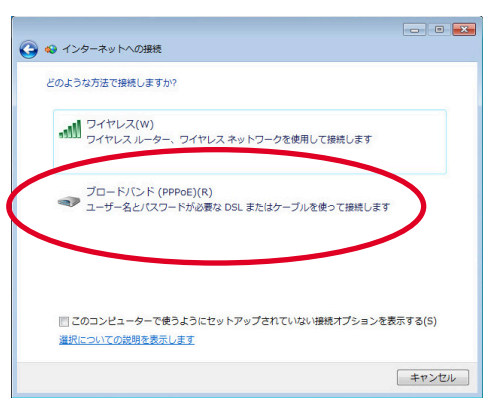 インターネットへの接続
どのような方法で接続しますか?
ワイヤレス(W)
ワイヤレス ルーター、ワイヤレス ネットワークを使用して接続します
ブロードバンド (PPPoE)(R)
ユーザー名とパスワードが必要な DSL またはケーブルを使って接続します
このコンピューターで使うようにセットアップされていない接続オプションを表示する(S)
選択についての説明を表示します
キャンセル